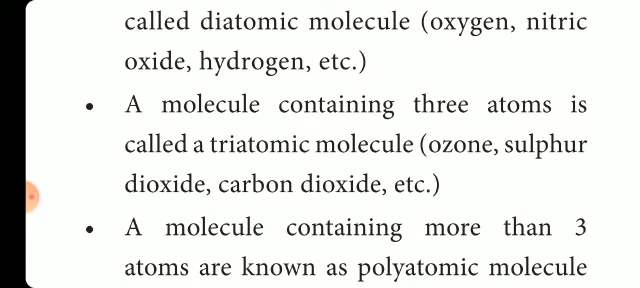 called diatomic molecule (oxygen, nitric
oxide, hydrogen, etc.)
• A molecule containing three atoms is
called a triatomic molecule (ozone, sulphur
dioxide, carbon dioxide, etc.)
• A molecule containing more than 3
atoms are known as polyatomic molecule